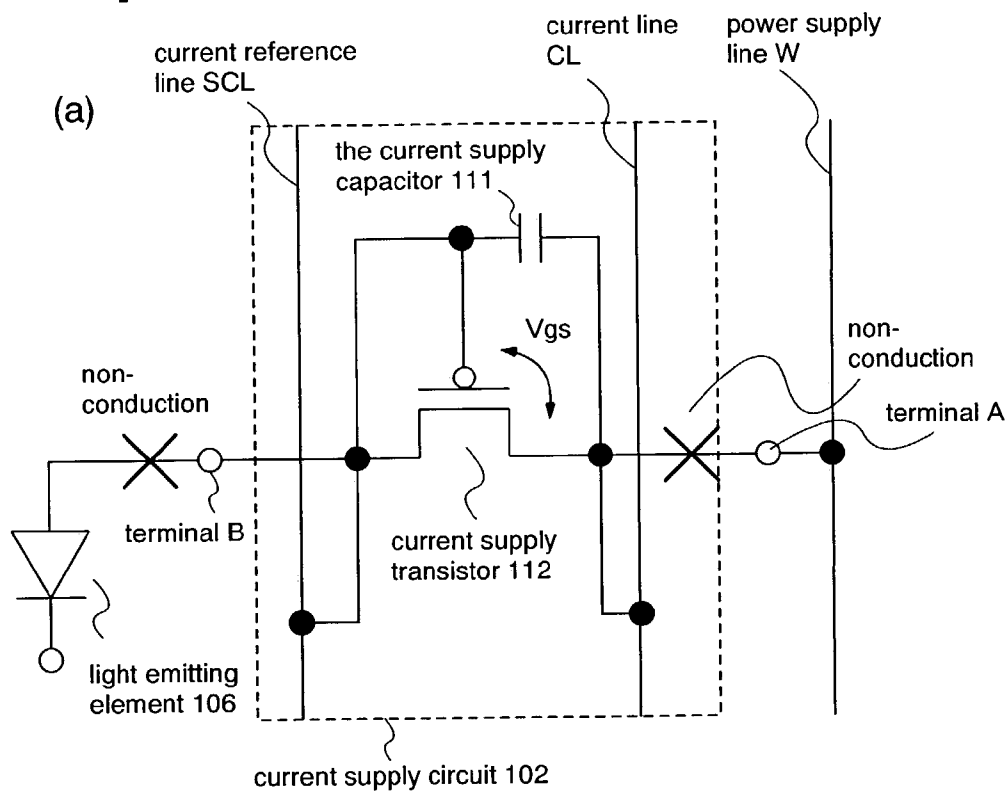 (a)
current reference
line SCL
current line
CL
power supply
line W
the current supply
capacitor 111
Vgs
non-
conduction
non-
conduction
terminal A
terminal B
current supply
transistor 112
light emitting
element 106
current supply circuit 102